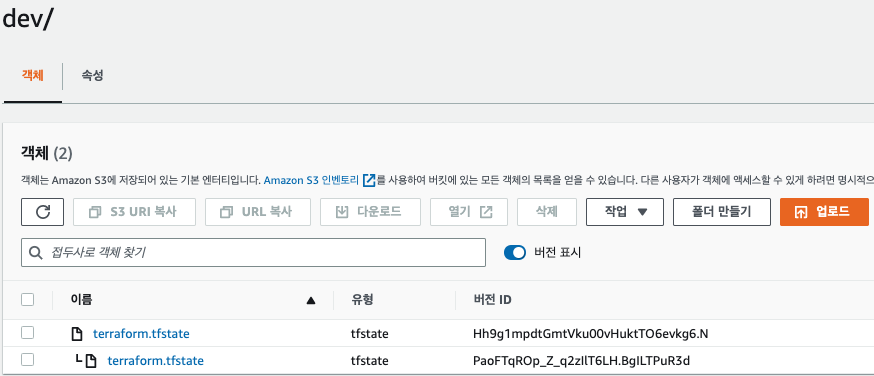 dev/
객체 속성
객체 (2)
객체는 Amazon S3에 저장되어 있는 기본 엔터티입니다. Amazon S3 인벤토리 를 사용하여 버킷에 있는 모든 객체의 목록을 얻을 수 있습니다. 다른 사용자가 객체에 액세스할 수 있게 하려면 명시적으
S3 URI 복사 URL 복사 다운로드 열기 삭제 작업 폴더 만들기 업로드
접두사로 객체 찾기 버전 표시
이름 유형 버전 ID
terraform.tfstate tfstate Hh9g1mpdtGmtVku00vHuktTO6evkg6.N
terraform.tfstate tfstate PaoFTqROp_Z_q2zIlT6LH.BgILTPuR3d